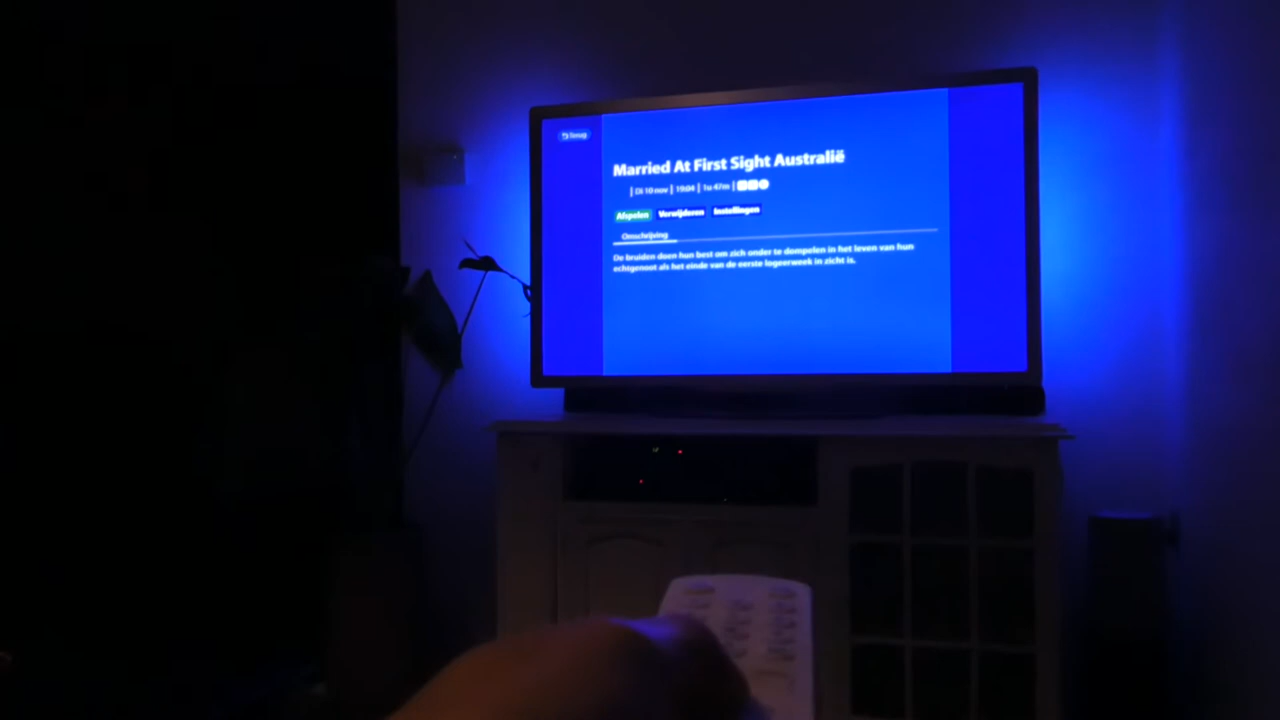 Terug
Married At First Sight Australië
| Di 10 nov | 19:04 | 1u 47m |
Afspelen Verwijderen Instellingen
Omschrijving
De bruiden doen hun best om zich onder te dompelen in het leven van hun
echtgenoot als het einde van de eerste logeerweek in zicht is.